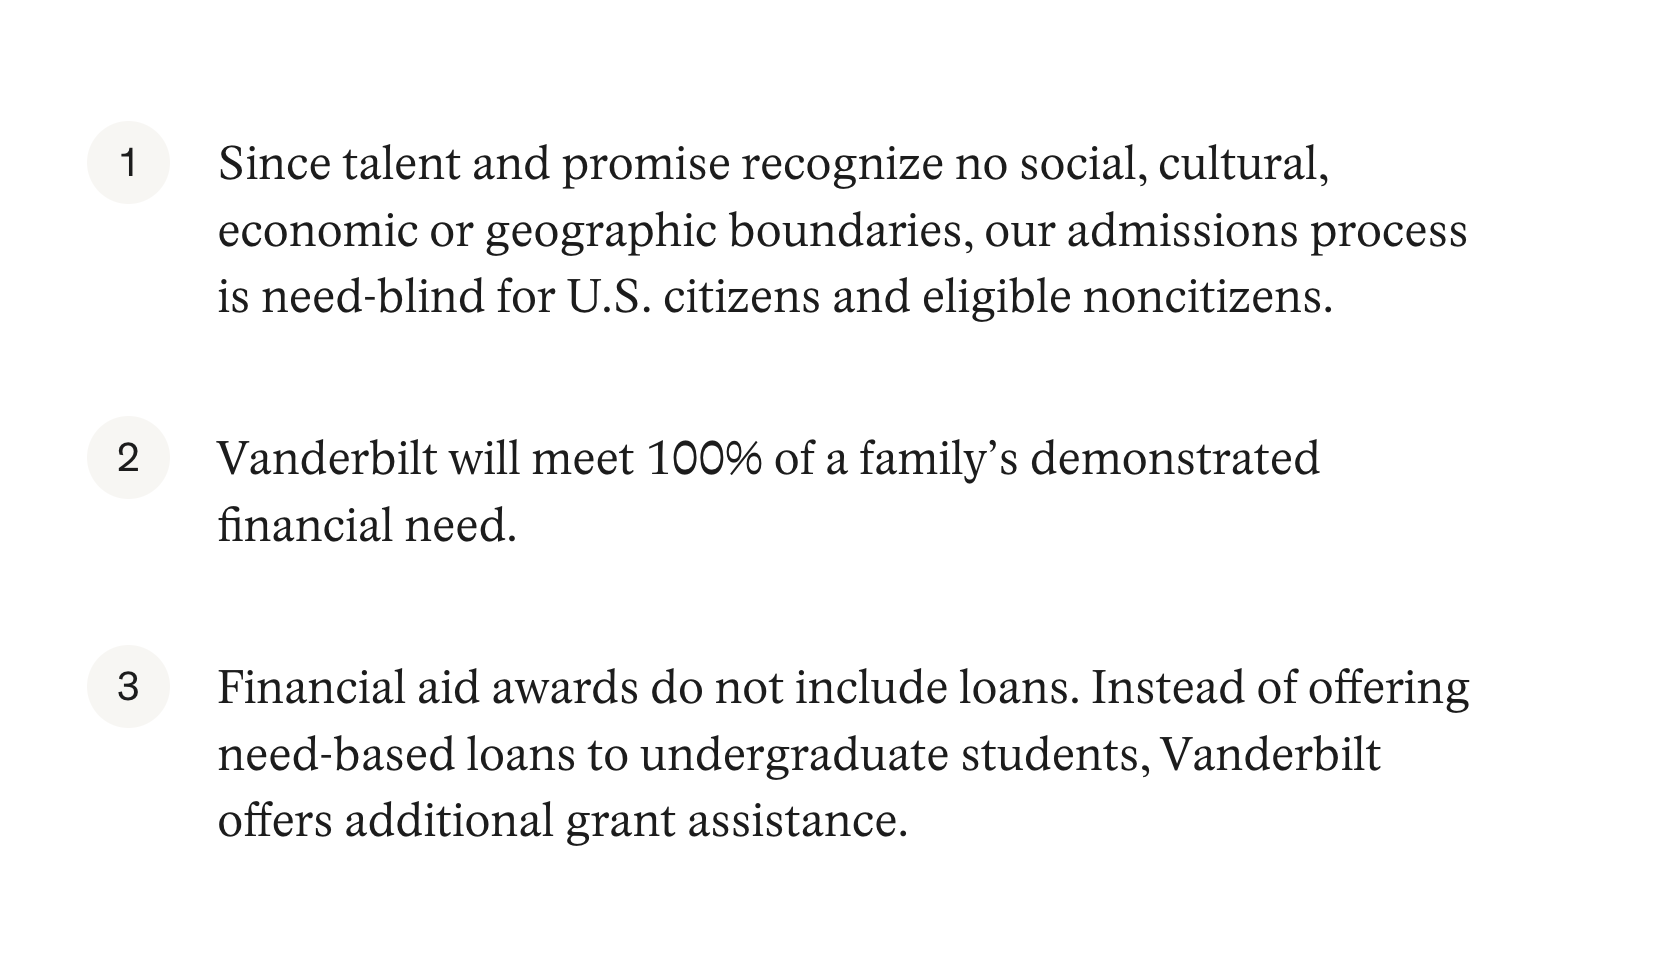 1
Since talent and promise recognize no social, cultural,
economic or geographic boundaries, our admissions process
is need-blind for U.S. citizens and eligible noncitizens.
2
Vanderbilt will meet 100% of a family’s demonstrated
financial need.
3
Financial aid awards do not include loans. Instead of offering
need-based loans to undergraduate students, Vanderbilt
offers additional grant assistance.